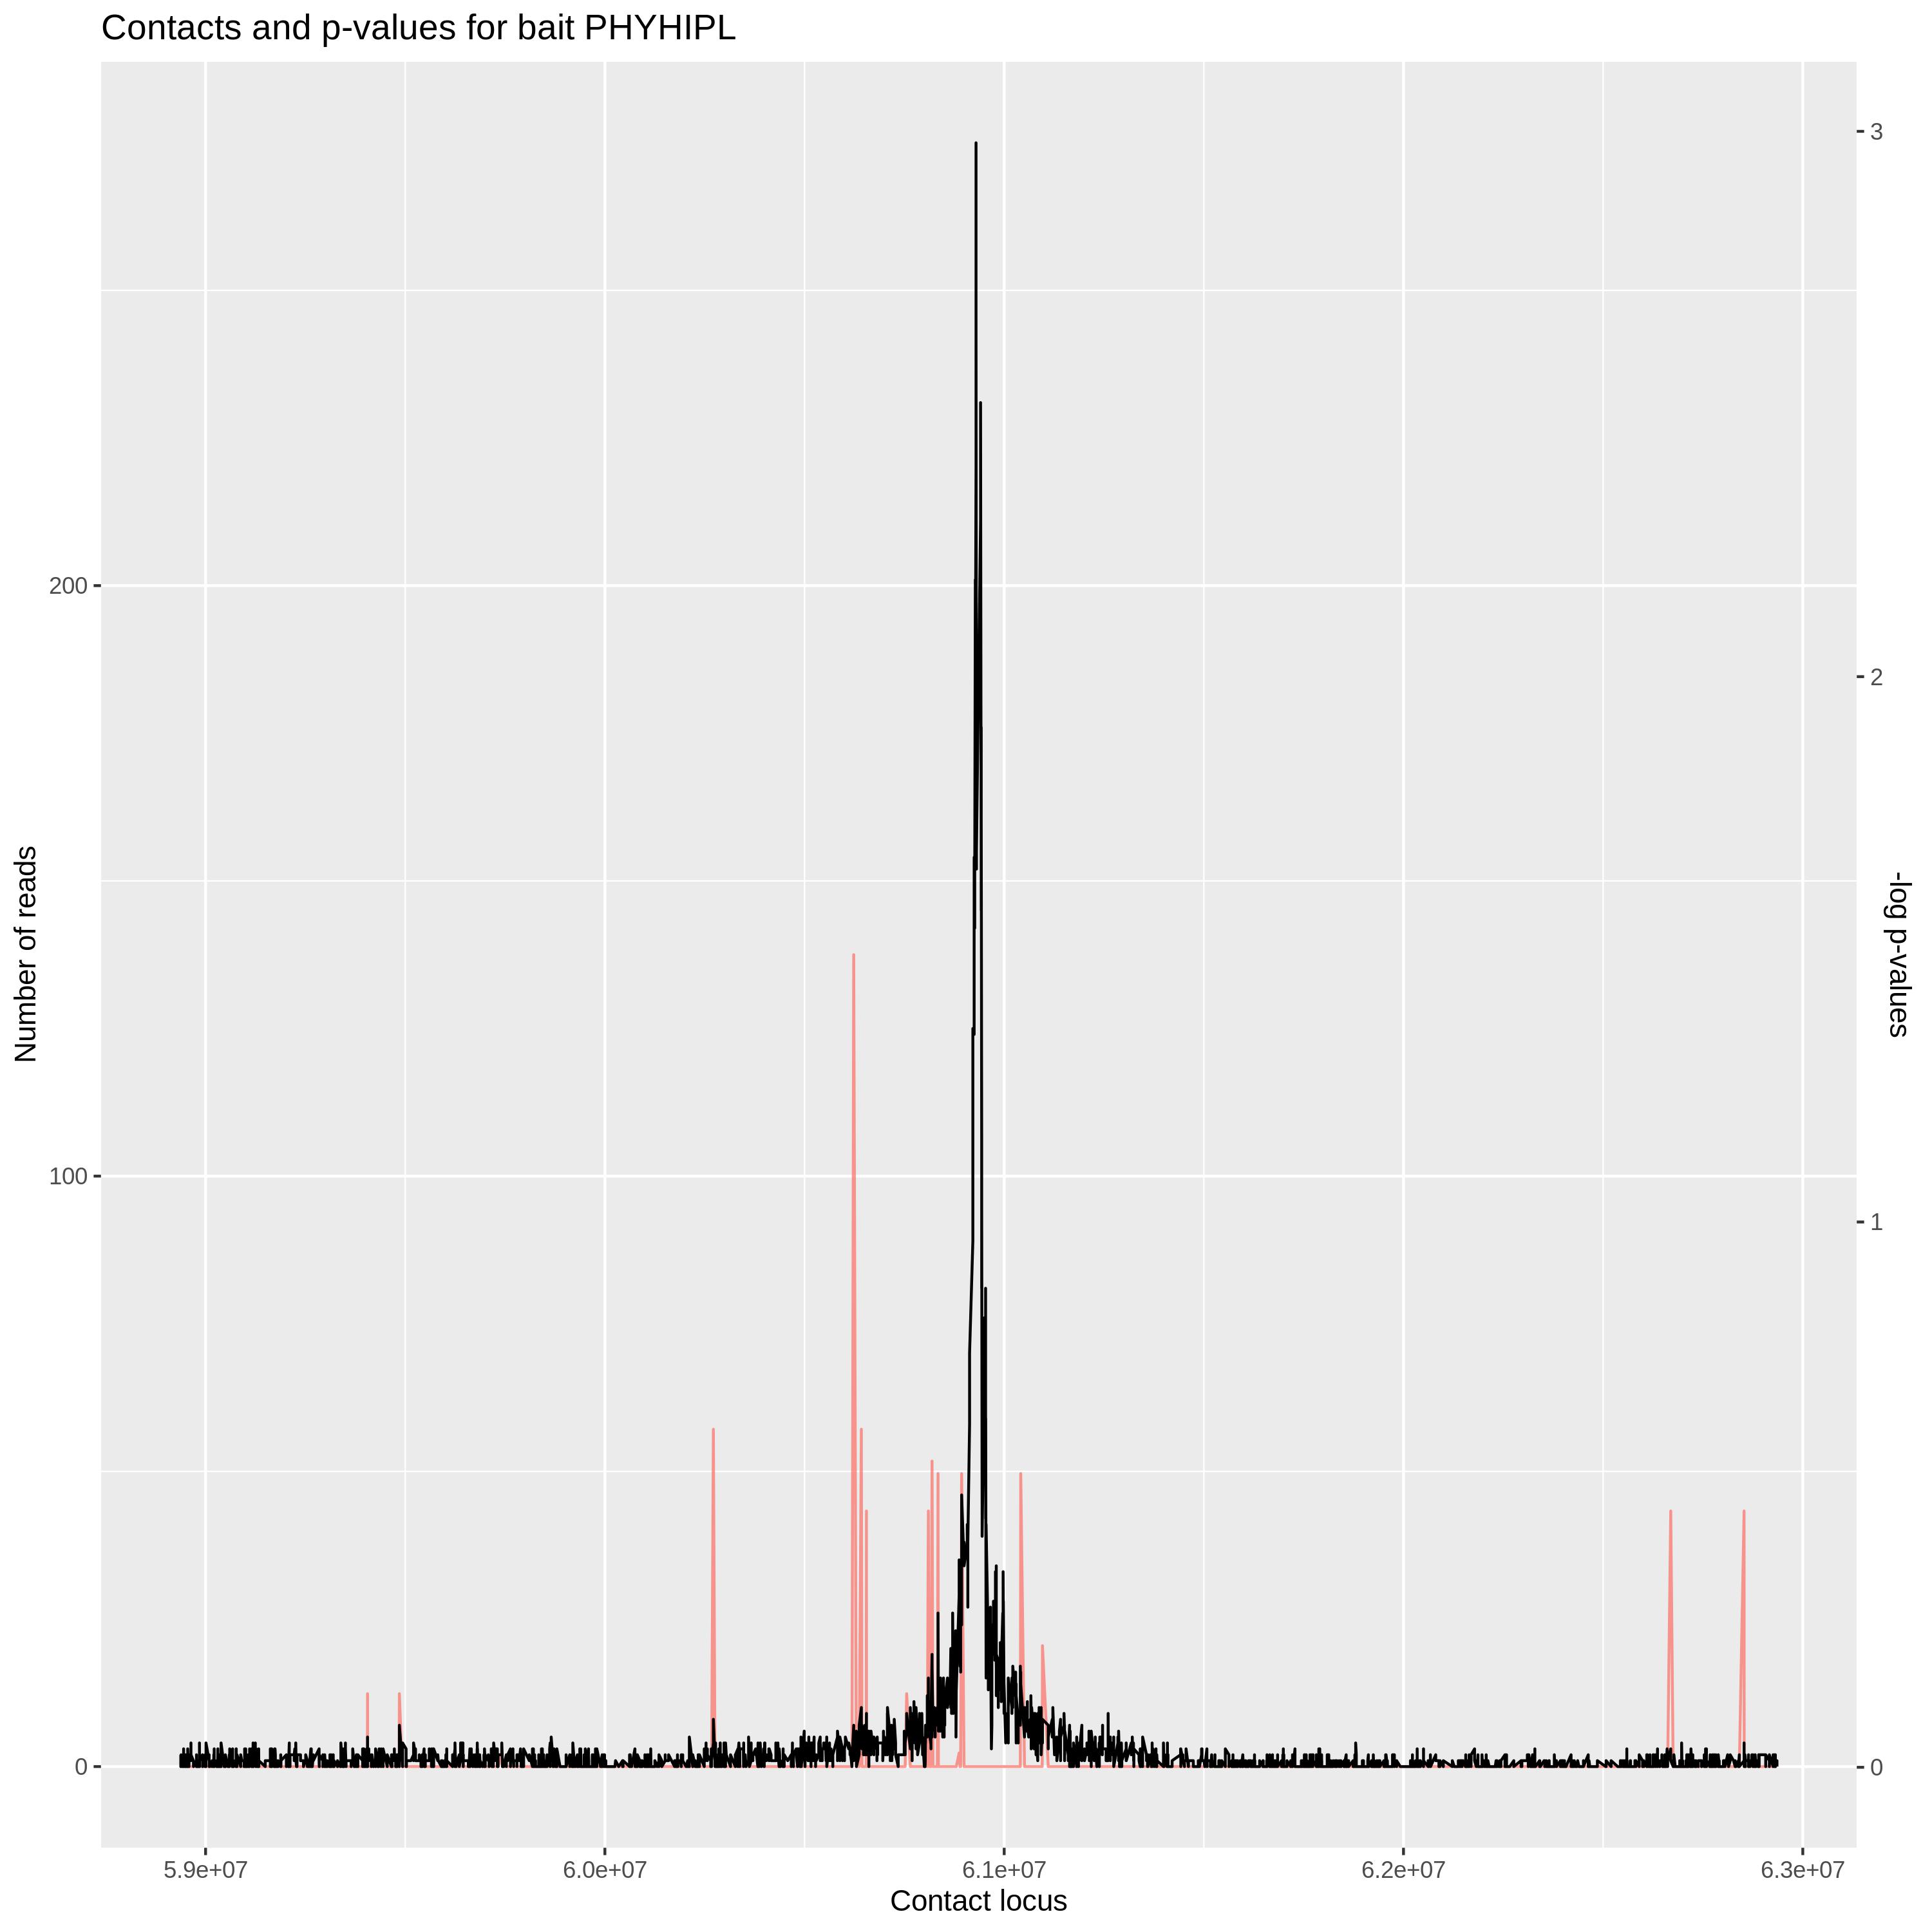 Contacts and p-values for bait PHYHIPL
3
200
2
Number of reads
-log p-values
100
1
0
0
5.9e+07
6.0e+07
6.1e+07
6.2e+07
6.3e+07
Contact locus